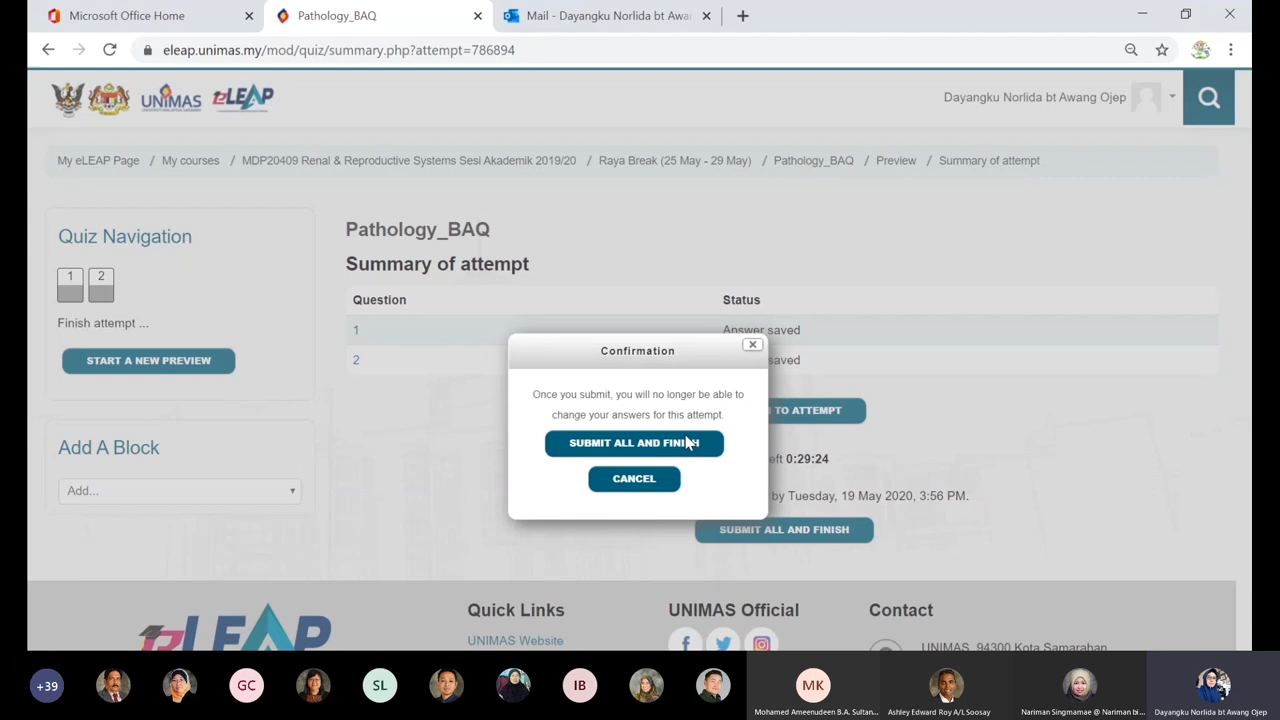 Microsoft Office Home
Pathology_BAQ
Mail - Dayangku Norlida bt Awa
eleap.unimas.my/mod/quiz/summary.php?attempt=786894
UNIMAS
eLEAP
Dayangku Norlida bt Awang Ojep
My eLEAP Page / My courses / MDP20409 Renal & Reproductive Systems Sesi Akademik 2019/20 / Raya Break (25 May - 29 May) / Pathology_BAQ / Preview / Summary of attempt
Quiz Navigation
1 2
Finish attempt ...
START A NEW PREVIEW
Add A Block
Add...
Pathology_BAQ
Summary of attempt
Question Status
1 Answer saved
2 saved
TO ATTEMPT
eft 0:29:24
by Tuesday, 19 May 2020, 3:56 PM.
SUBMIT ALL AND FINISH
Confirmation
Once you submit, you will no longer be able to
change your answers for this attempt.
SUBMIT ALL AND FINISH
CANCEL
eLEAP
Quick Links
UNIMAS Website
UNIMAS Official
Contact
UNIMAS, 94300 Kota Samarahan
+39
GC
SL
IB
MK
Mohamed Ameenudeen B.A. Sultan...
Ashley Edward Roy A/L Soosay
Nariman Singmamae @ Nariman bi...
Dayangku Norlida bt Awang Ojep